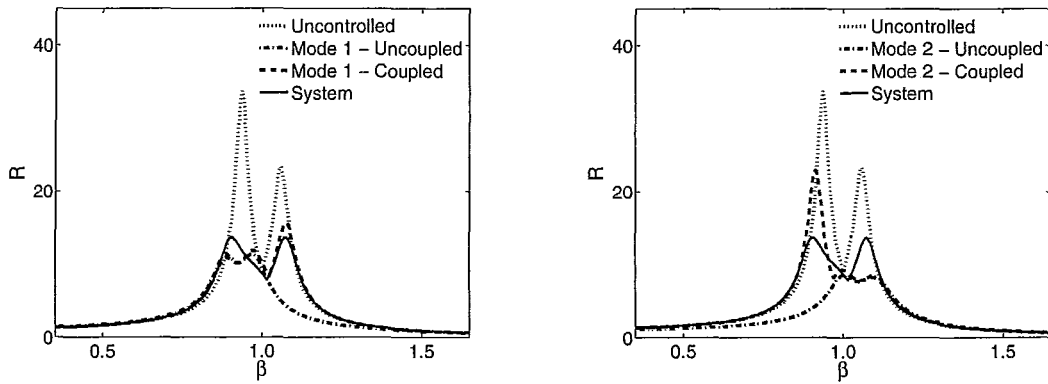 40
20
0
R
0.5
1.0
1.5
β
Uncontrolled
Mode 1 – Uncoupled
Mode 1 – Coupled
System
40
20
0
R
0.5
1.0
1.5
β
Uncontrolled
Mode 2 – Uncoupled
Mode 2 – Coupled
System